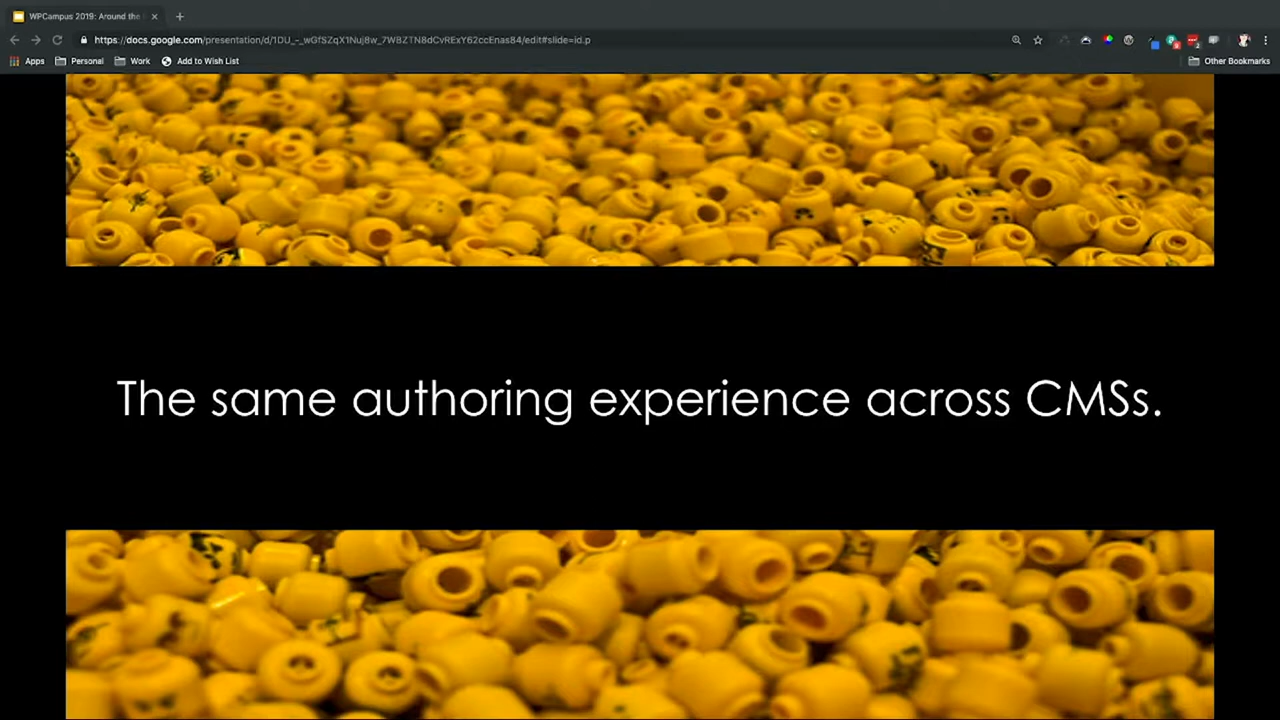 WPCampus 2019: Around the
https://docs.google.com/presentation/d/1DU_-_wGfSZqX1Nuj8w_7WBZTN8dCvRExY62ccEnas84/edit#slide=id.p
Apps Personal Work Add to Wish List Other Bookmarks
The same authoring experience across CMSs.